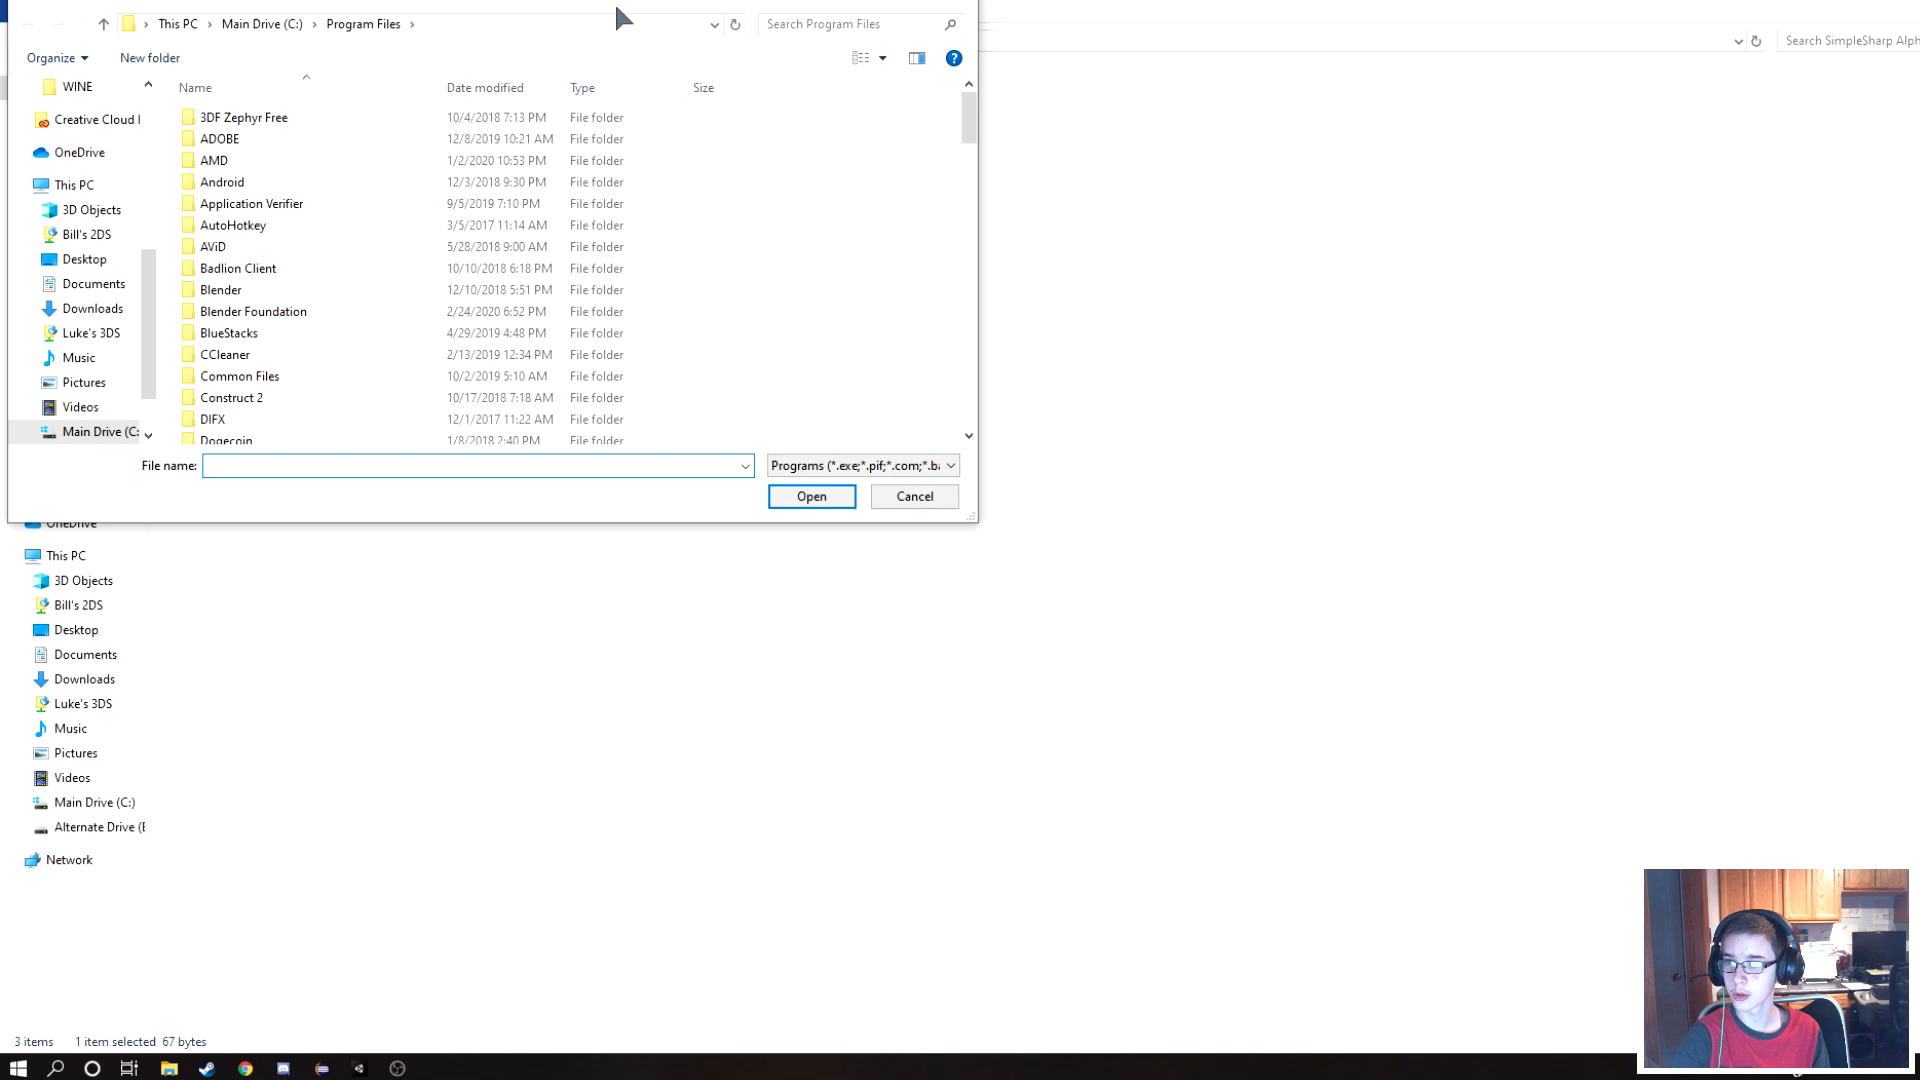 This PC > Main Drive (C:) > Program Files >
Search Program Files
Search SimpleSharp Alph
Organize
New folder
Name
Date modified
Type
Size
WINE
Creative Cloud
OneDrive
This PC
3D Objects
Bill's 2DS
Desktop
Documents
Downloads
Luke's 3DS
Music
Pictures
Videos
Main Drive (C:
3DF Zephyr Free 10/4/2018 7:13 PM File folder
ADOBE 12/8/2019 10:21 AM File folder
AMD 1/2/2020 10:53 PM File folder
Android 12/3/2018 9:30 PM File folder
Application Verifier 9/5/2019 7:10 PM File folder
AutoHotkey 3/5/2017 11:14 AM File folder
AViD 5/28/2018 9:00 AM File folder
Badlion Client 10/10/2018 6:18 PM File folder
Blender 12/10/2018 5:51 PM File folder
Blender Foundation 2/24/2020 6:52 PM File folder
BlueStacks 4/29/2019 4:48 PM File folder
CCleaner 2/13/2019 12:34 PM File folder
Common Files 10/2/2019 5:10 AM File folder
Construct 2 10/17/2018 7:18 AM File folder
DIFX 12/1/2017 11:22 AM File folder
Dogecoin 1/8/2018 2:40 PM File folder
File name:
Programs (*.exe;*.pif;*.com;*.ba
Open
Cancel
OneDrive
This PC
3D Objects
Bill's 2DS
Desktop
Documents
Downloads
Luke's 3DS
Music
Pictures
Videos
Main Drive (C:)
Alternate Drive (E
Network
3 items 1 item selected 67 bytes